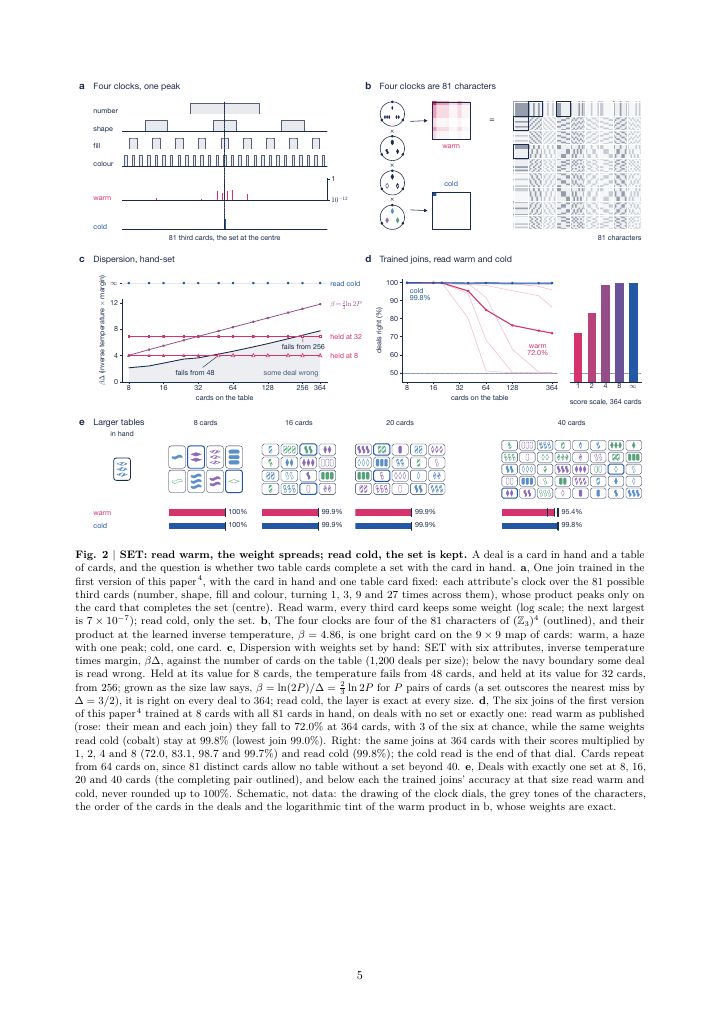 a Four clocks, one peak
number
shape
fill
colour
warm
cold
1
10⁻¹²
81 third cards, the set at the centre
b Four clocks are 81 characters
×
×
×
warm
cold
=
81 characters
c Dispersion, hand-set
βΔ (inverse temperature × margin)
∞
12
8
4
0
8 16 32 64 128 256 364
cards on the table
read cold
β = ⅔ ln 2P
held at 32
held at 8
fails from 256
fails from 48
some deal wrong
d Trained joins, read warm and cold
deals right (%)
100
90
80
70
60
50
cold
99.8%
warm
72.0%
8 16 32 64 128 364
cards on the table
1 2 4 8 ∞
score scale, 364 cards
e Larger tables
in hand
8 cards
16 cards
20 cards
40 cards
warm 100% 99.9% 99.9% 95.4%
cold 100% 99.9% 99.9% 99.8%
Fig. 2 | SET: read warm, the weight spreads; read cold, the set is kept. A deal is a card in hand and a table
of cards, and the question is whether two table cards complete a set with the card in hand. a, One join trained in the
first version of this paper⁴, with the card in hand and one table card fixed: each attribute's clock over the 81 possible
third cards (number, shape, fill and colour, turning 1, 3, 9 and 27 times across them), whose product peaks only on
the card that completes the set (centre). Read warm, every third card keeps some weight (log scale; the next largest
is 7 × 10⁻⁷); read cold, only the set. b, The four clocks are four of the 81 characters of (ℤ₃)⁴ (outlined), and their
product at the learned inverse temperature, β = 4.86, is one bright card on the 9 × 9 map of cards: warm, a haze
with one peak; cold, one card. c, Dispersion with weights set by hand: SET with six attributes, inverse temperature
times margin, βΔ, against the number of cards on the table (1,200 deals per size); below the navy boundary some deal
is read wrong. Held at its value for 8 cards, the temperature fails from 48 cards, and held at its value for 32 cards,
from 256; grown as the size law says, β = ln(2P)/Δ = ⅔ ln 2P for P pairs of cards (a set outscores the nearest miss by
Δ = 3/2), it is right on every deal to 364; read cold, the layer is exact at every size. d, The six joins of the first version
of this paper⁴ trained at 8 cards with all 81 cards in hand, on deals with no set or exactly one: read warm as published
(rose: their mean and each join) they fall to 72.0% at 364 cards, with 3 of the six at chance, while the same weights
read cold (cobalt) stay at 99.8% (lowest join 99.0%). Right: the same joins at 364 cards with their scores multiplied by
1, 2, 4 and 8 (72.0, 83.1, 98.7 and 99.7%) and read cold (99.8%); the cold read is the end of that dial. Cards repeat
from 64 cards on, since 81 distinct cards allow no table without a set beyond 40. e, Deals with exactly one set at 8, 16,
20 and 40 cards (the completing pair outlined), and below each the trained joins' accuracy at that size read warm and
cold, never rounded up to 100%. Schematic, not data: the drawing of the clock dials, the grey tones of the characters,
the order of the cards in the deals and the logarithmic tint of the warm product in b, whose weights are exact.
5